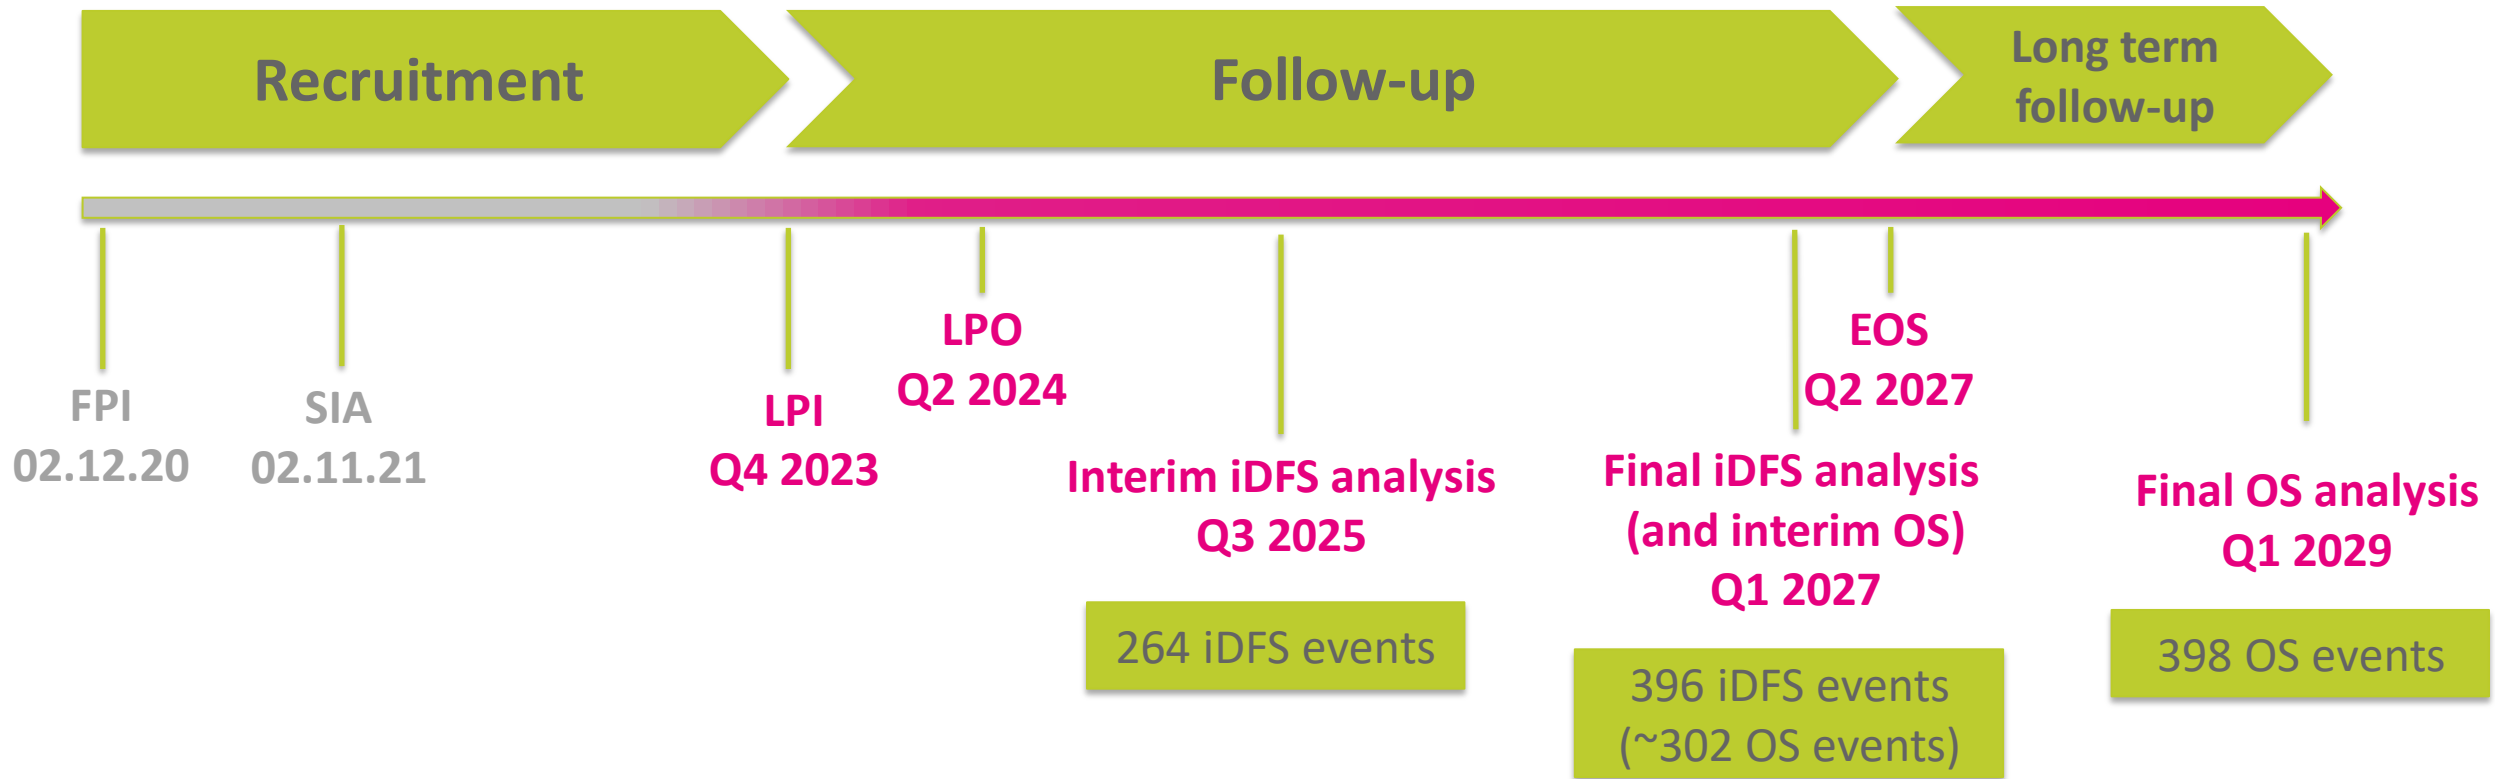 Recruitment
Follow-up
Long term
follow-up
FPI
02.12.20
SIA
02.11.21
LPI
Q4 2023
LPO
Q2 2024
Interim iDFS analysis
Q3 2025
264 iDFS events
Final iDFS analysis
(and interim OS)
Q1 2027
396 iDFS events
(~302 OS events)
EOS
Q2 2027
Final OS analysis
Q1 2029
398 OS events